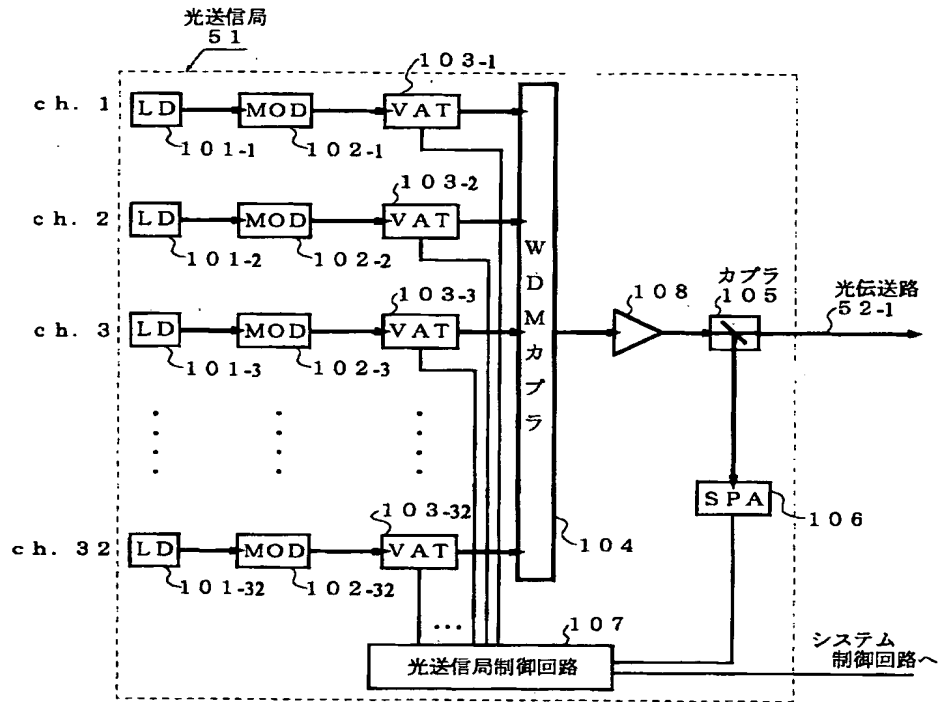 光送信局
51
103-1
ch. 1
LD
MOD
VAT
101-1
102-1
103-2
ch. 2
LD
MOD
VAT
101-2
102-2
103-3
ch. 3
LD
MOD
VAT
101-3
102-3
WDMカプラ
108
カプラ
105
光伝送路
52-1
SPA
106
103-32
ch. 32
LD
MOD
VAT
101-32
102-32
104
...
107
光送信局制御回路
システム
制御回路へ